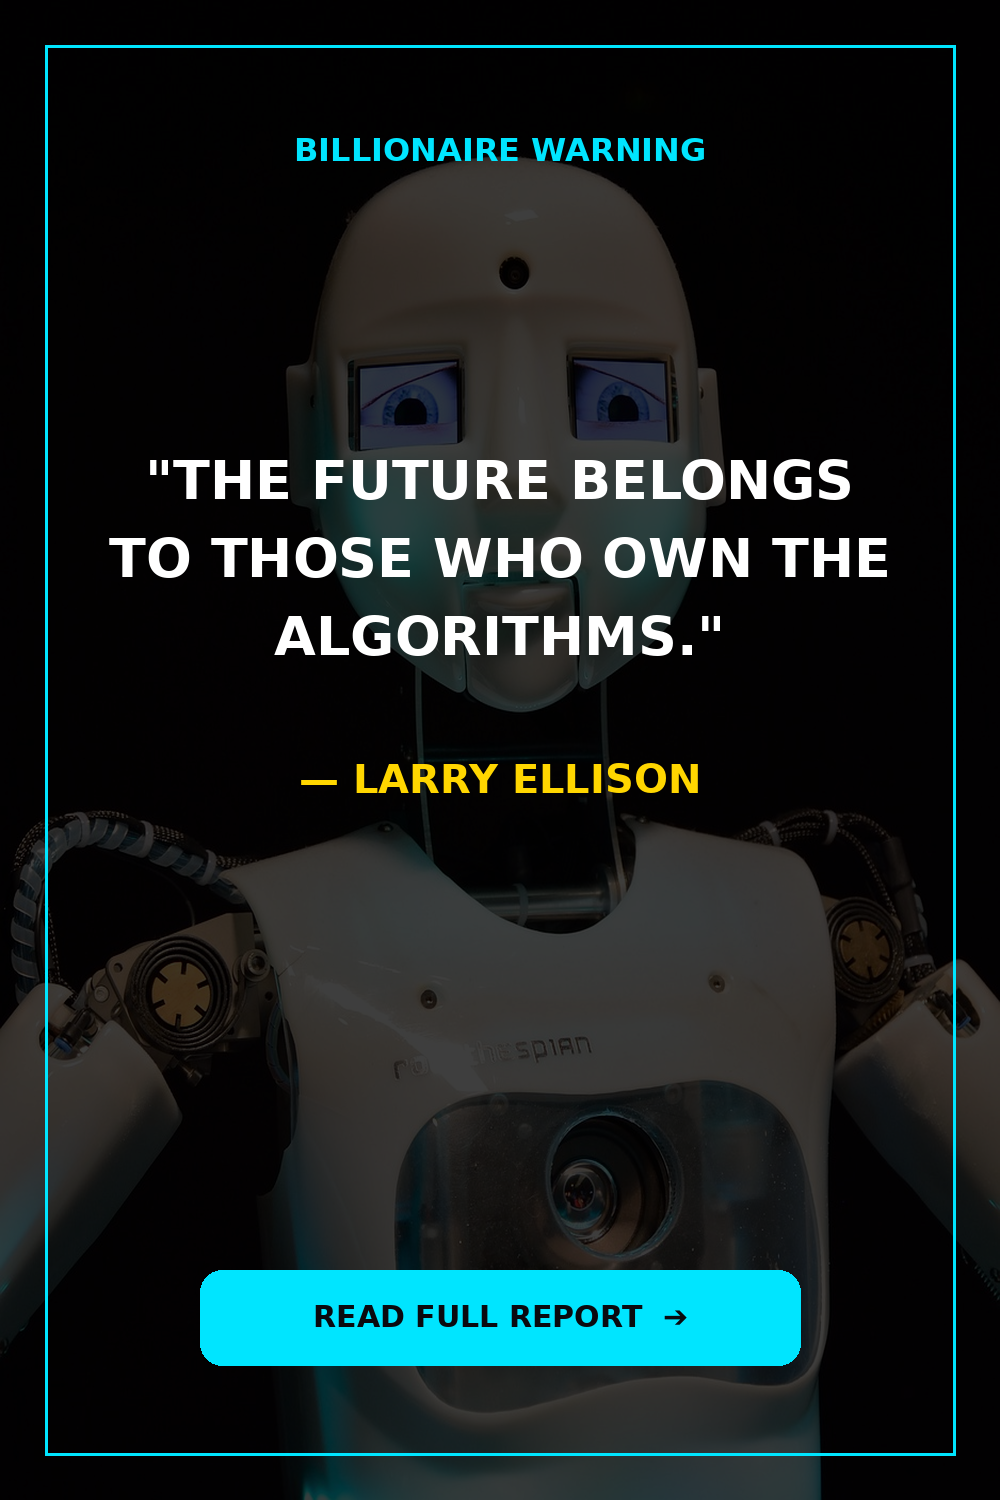 BILLIONAIRE WARNING
"THE FUTURE BELONGS
TO THOSE WHO OWN THE
ALGORITHMS."
— LARRY ELLISON
READ FULL REPORT ➔